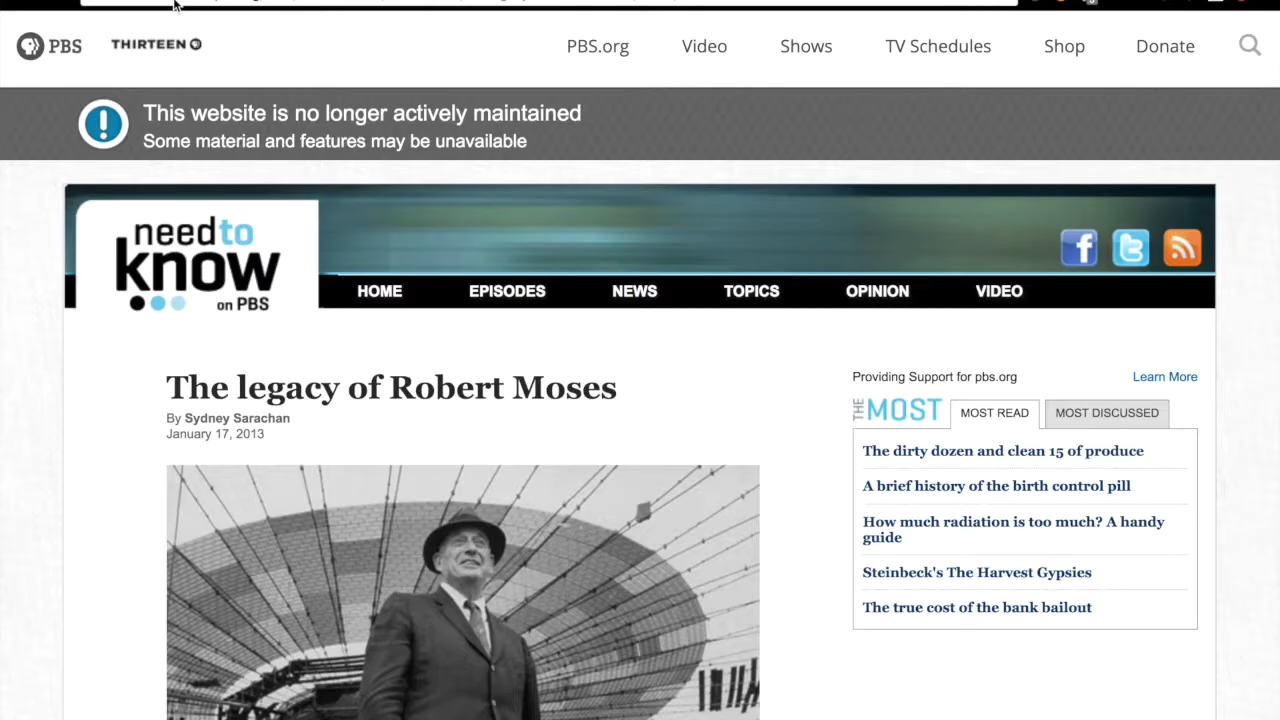 PBS
THIRTEEN
PBS.org
Video
Shows
TV Schedules
Shop
Donate
This website is no longer actively maintained
Some material and features may be unavailable
need to
know
on PBS
HOME
EPISODES
NEWS
TOPICS
OPINION
VIDEO
The legacy of Robert Moses
By Sydney Sarachan
January 17, 2013
Providing Support for pbs.org
Learn More
THE MOST
MOST READ
MOST DISCUSSED
The dirty dozen and clean 15 of produce
A brief history of the birth control pill
How much radiation is too much? A handy
guide
Steinbeck's The Harvest Gypsies
The true cost of the bank bailout